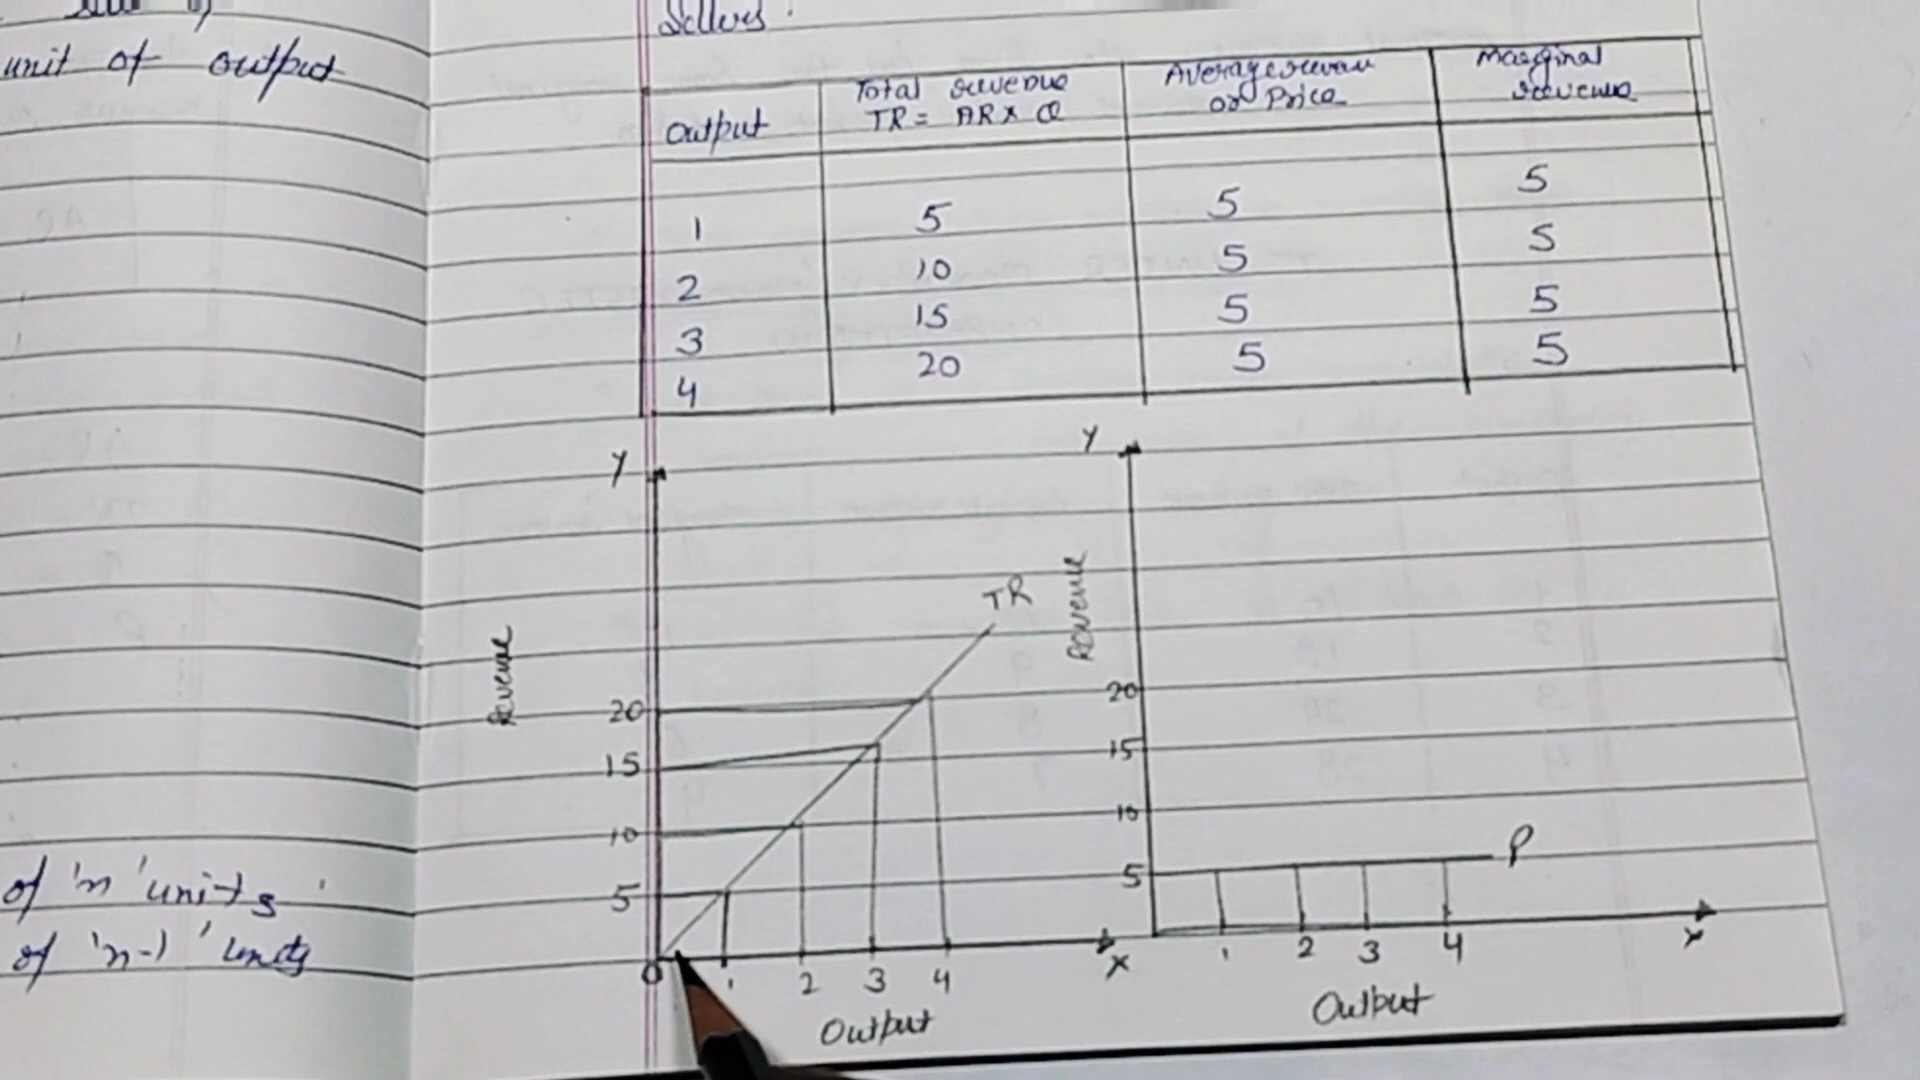 unit of output
Sellers.
Output
Total revenue
TR = AR x Q
Average revenue
or Price
Marginal
revenue
1 5 5 5
2 10 5 5
3 15 5 5
4 20 5 5
Y
Revenue
TR
20
15
10
5
0 1 2 3 4 X
Output
Y
Revenue
20
15
10
5
P
1 2 3 4
Output
of 'n' units
of 'n-1' units